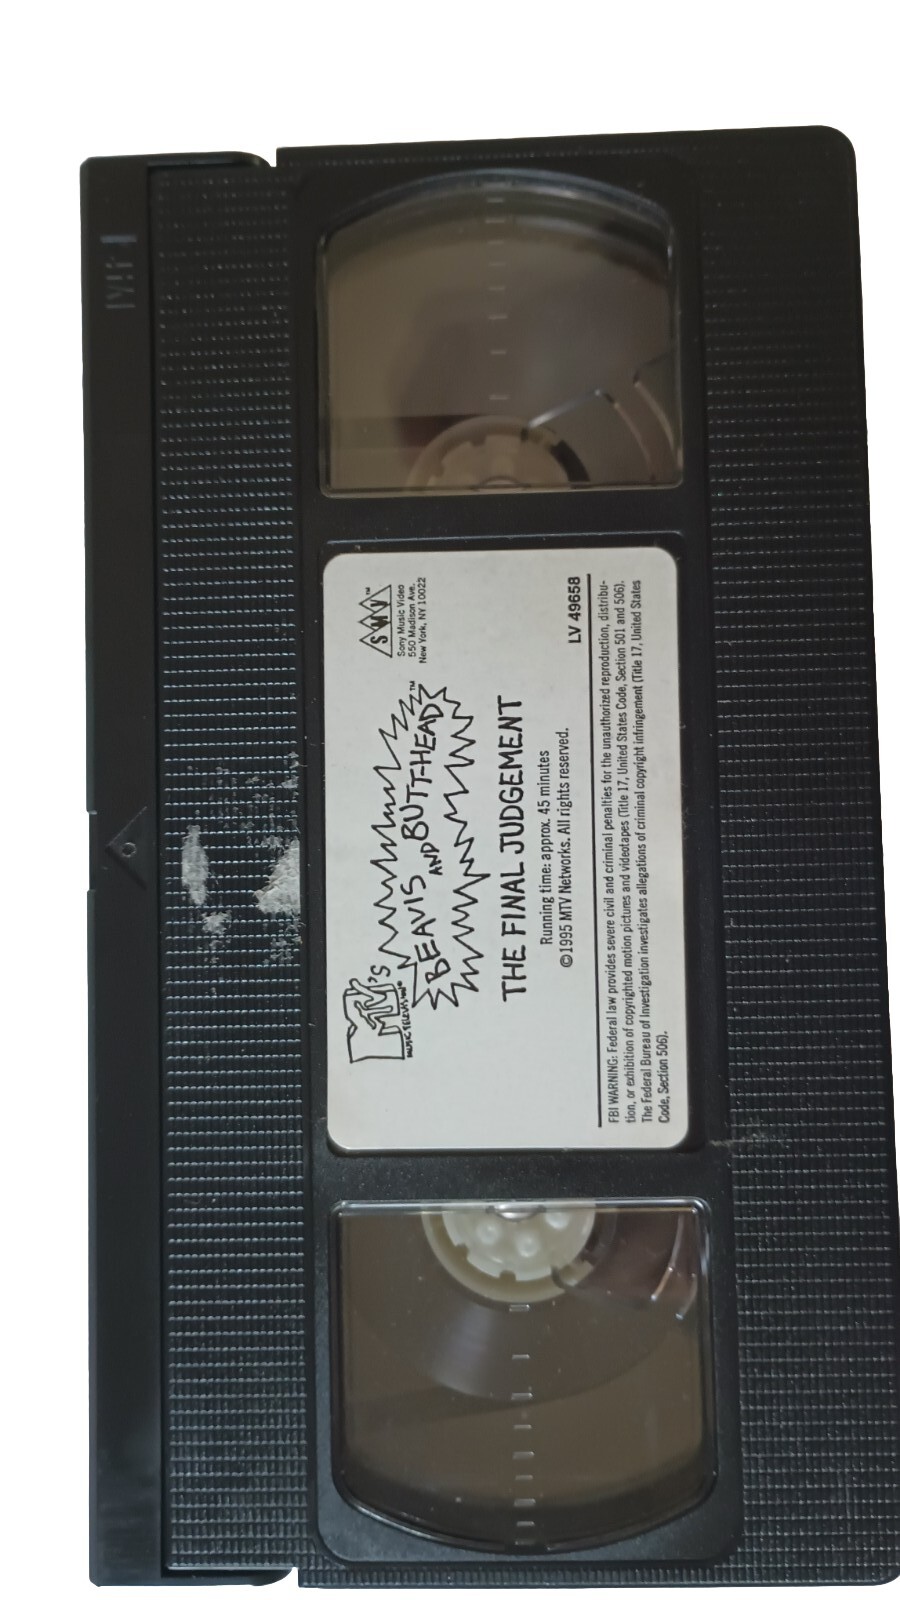 MTV's
MUSIC TELEVISION®
BEAVIS AND BUTT-HEAD™
SMV™
Sony Music Video
550 Madison Ave.
New York, NY 10022
THE FINAL JUDGEMENT
Running time: approx. 45 minutes
©1995 MTV Networks. All rights reserved.
LV 49658
FBI WARNING: Federal law provides severe civil and criminal penalties for the unauthorized reproduction, distribu-
tion, or exhibition of copyrighted motion pictures and videotapes (Title 17, United States Code, Section 501 and 506).
The Federal Bureau of Investigation investigates allegations of criminal copyright infringement (Title 17, United States
Code, Section 506).